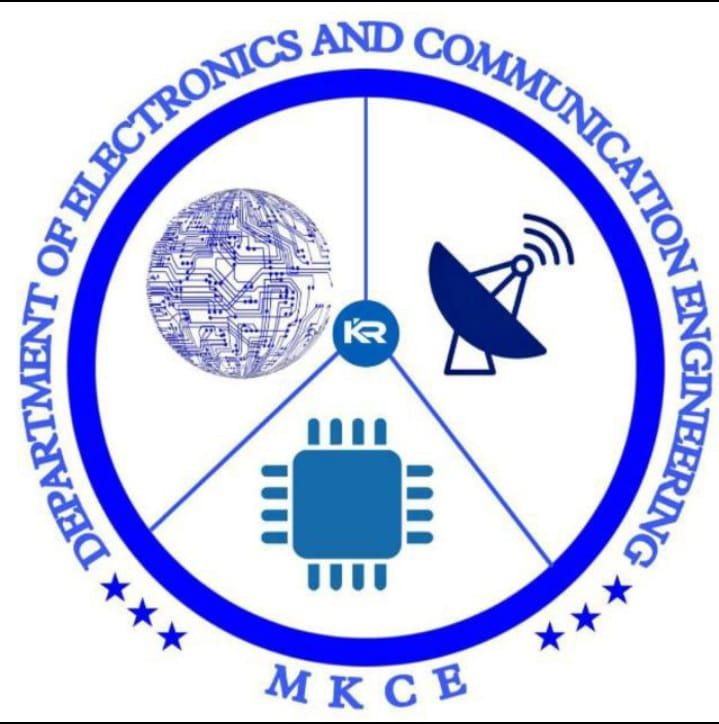 DEPARTMENT OF ELECTRONICS AND COMMUNICATION ENGINEERING
KR
MKCE